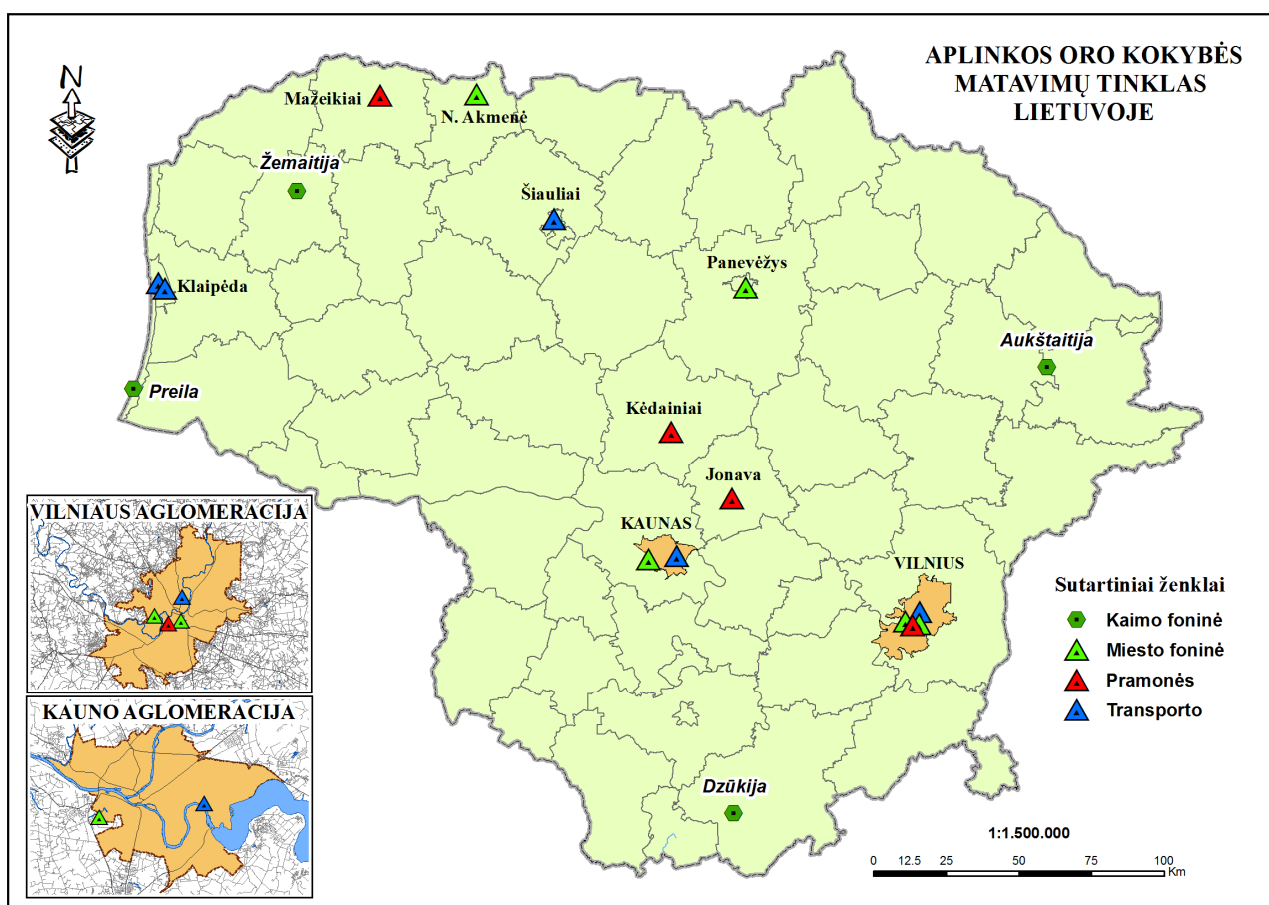 APLINKOS ORO KOKYBĖS
MATAVIMŲ TINKLAS
LIETUVOJE
N
Mažeikiai
N. Akmenė
Žemaitija
Šiauliai
Panevėžys
Klaipėda
Aukštaitija
Preila
Kėdainiai
Jonava
KAUNAS
VILNIUS
Dzūkija
VILNIAUS AGLOMERACIJA
KAUNO AGLOMERACIJA
Sutartiniai ženklai
Kaimo foninė
Miesto foninė
Pramonės
Transporto
1:1.500.000
0 12.5 25 50 75 100
Km